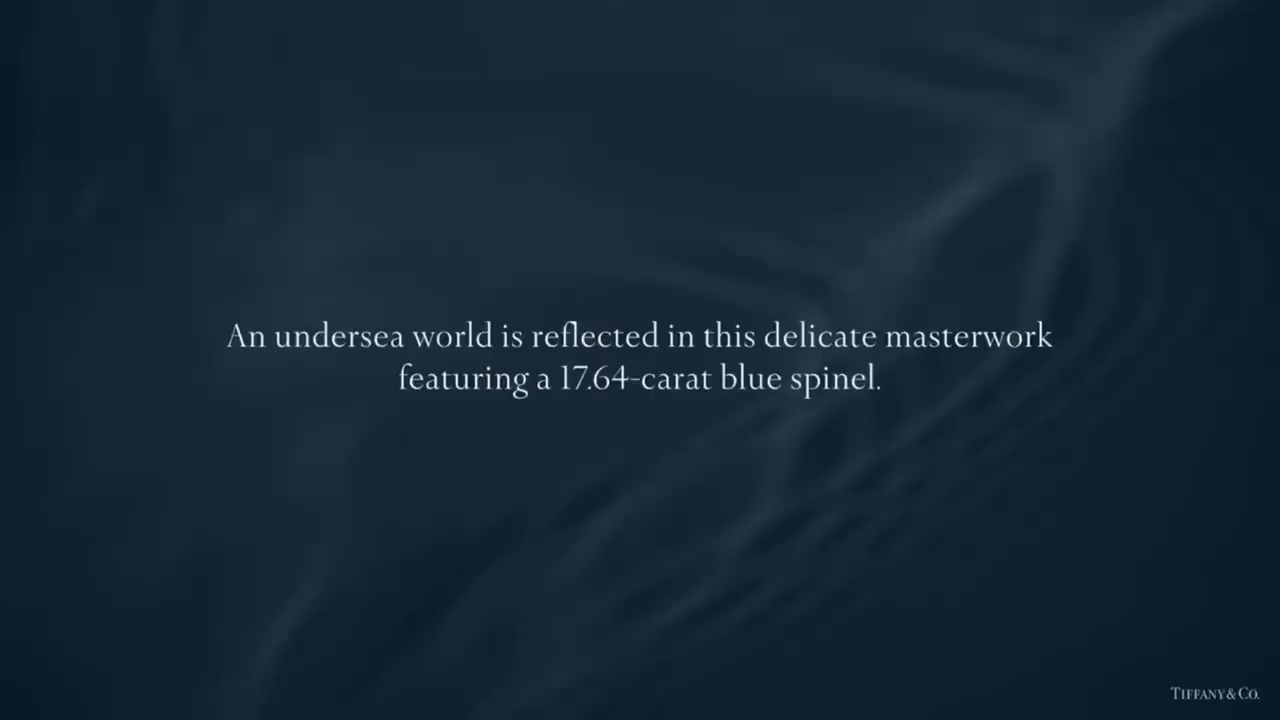 An undersea world is reflected in this delicate masterwork
featuring a 17.64-carat blue spinel.
TIFFANY & CO.